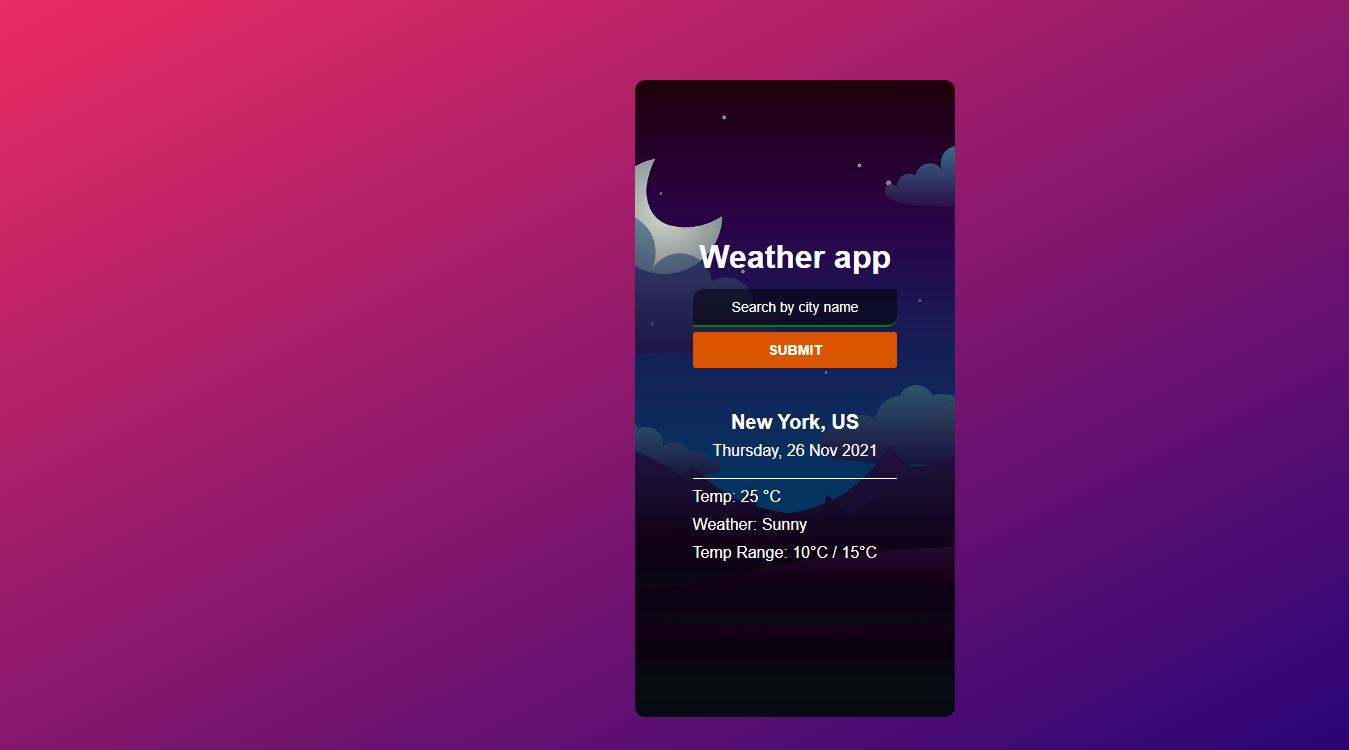 Weather app
Search by city name
SUBMIT
New York, US
Thursday, 26 Nov 2021
Temp: 25 °C
Weather: Sunny
Temp Range: 10°C / 15°C